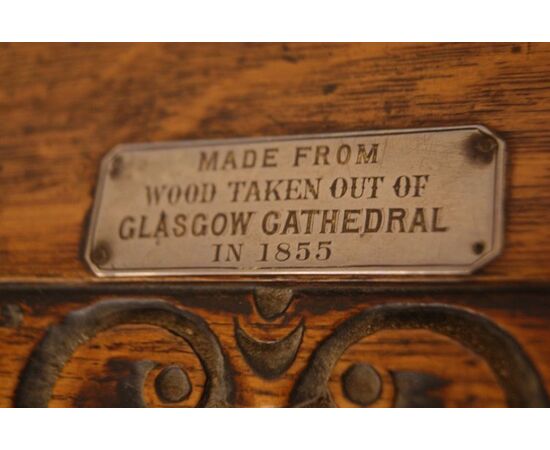 MADE FROM
WOOD TAKEN OUT OF
GLASGOW CATHEDRAL
IN 1855